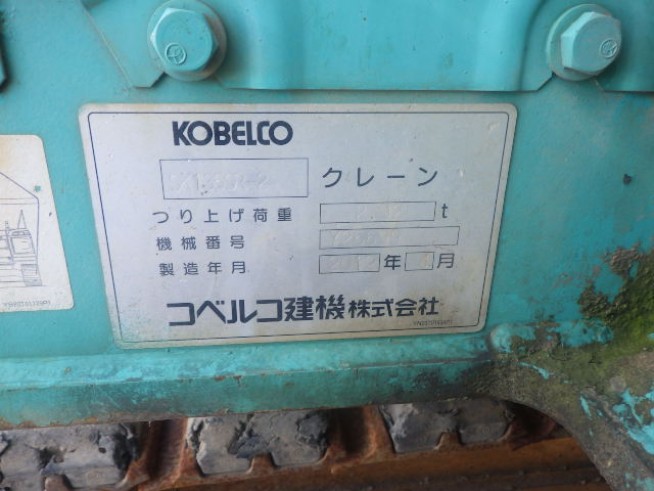 KOBELCO
クレーン
つり上げ荷重 t
機械番号
製造年月 2012 年 月
コベルコ建機株式会社